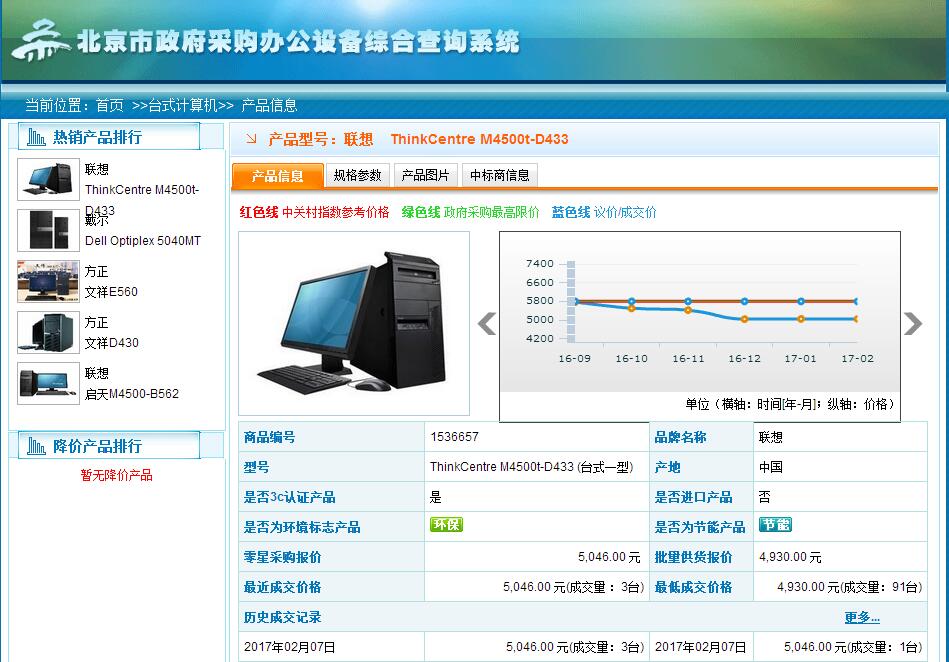 北京市政府采购办公设备综合查询系统
当前位置：首页 >>台式计算机>> 产品信息
热销产品排行
联想
ThinkCentre M4500t-
D433
戴尔
Dell Optiplex 5040MT
方正
文祥E560
方正
文祥D430
联想
启天M4500-B562
降价产品排行
暂无降价产品
产品型号：联想 ThinkCentre M4500t-D433
产品信息 规格参数 产品图片 中标商信息
红色线 中关村指数参考价格 绿色线 政府采购最高限价 蓝色线 议价/成交价
7400
6600
5800
5000
4200
16-09 16-10 16-11 16-12 17-01 17-02
单位（横轴：时间[年-月]；纵轴：价格）
商品编号 1536657 品牌名称 联想
型号 ThinkCentre M4500t-D433 (台式一型) 产地 中国
是否3c认证产品 是 是否进口产品 否
是否为环境标志产品 环保 是否为节能产品 节能
零星采购报价 5,046.00 元 批量供货报价 4,930.00 元
最近成交价格 5,046.00 元(成交量：3台) 最低成交价格 4,930.00 元(成交量：91台)
历史成交记录 更多...
2017年02月07日 5,046.00 元(成交量：3台) 2017年02月07日 5,046.00 元(成交量：1台)